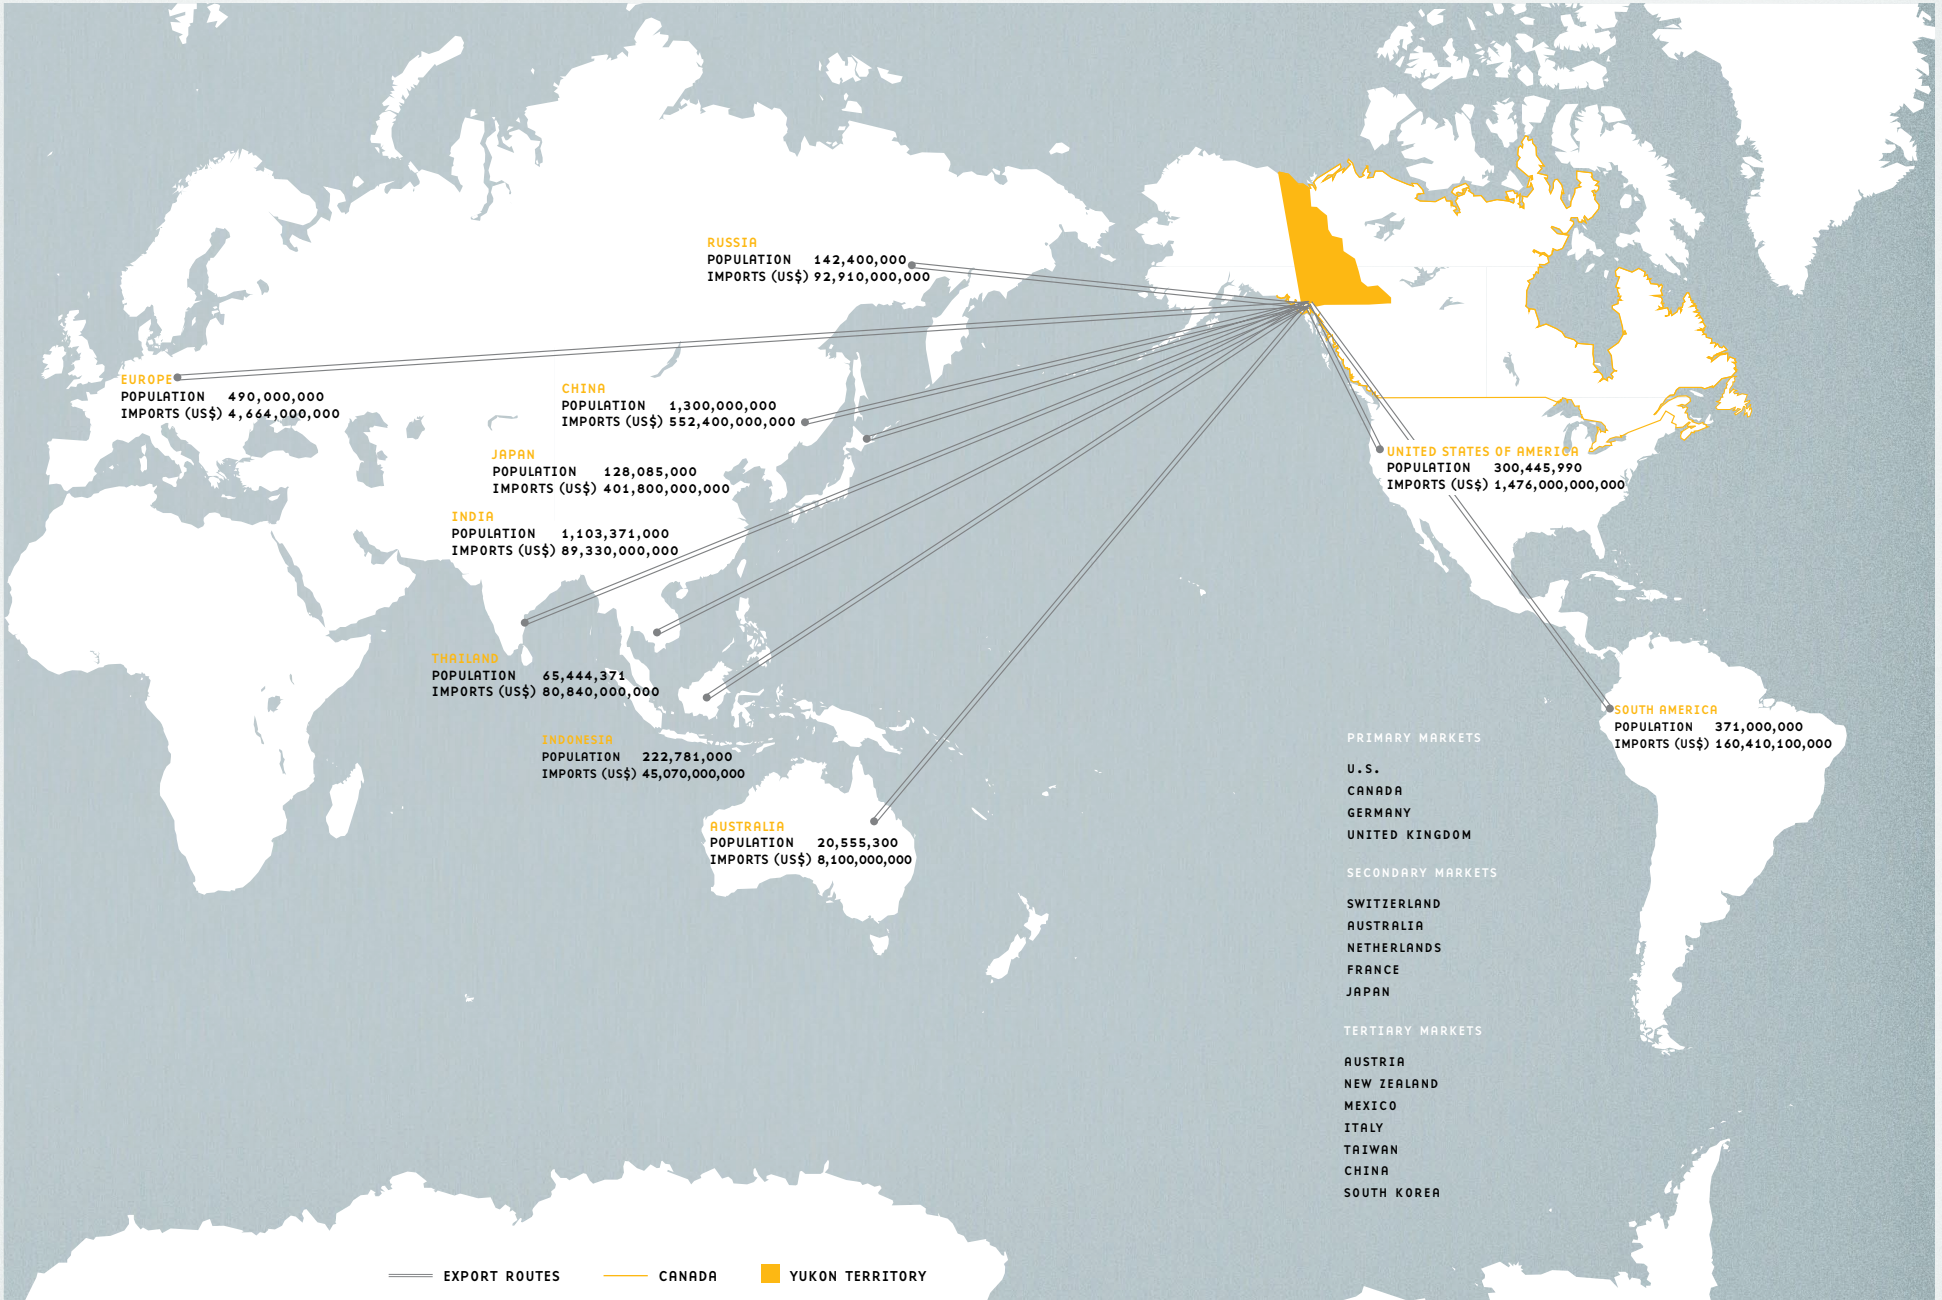 RUSSIA
POPULATION 142,400,000
IMPORTS (US$) 92,910,000,000
EUROPE
POPULATION 490,000,000
IMPORTS (US$) 4,664,000,000
CHINA
POPULATION 1,300,000,000
IMPORTS (US$) 552,400,000,000
JAPAN
POPULATION 128,085,000
IMPORTS (US$) 401,800,000,000
UNITED STATES OF AMERICA
POPULATION 300,445,990
IMPORTS (US$) 1,476,000,000,000
INDIA
POPULATION 1,103,371,000
IMPORTS (US$) 89,330,000,000
THAILAND
POPULATION 65,444,371
IMPORTS (US$) 80,840,000,000
INDONESIA
POPULATION 222,781,000
IMPORTS (US$) 45,070,000,000
SOUTH AMERICA
POPULATION 371,000,000
IMPORTS (US$) 160,410,100,000
AUSTRALIA
POPULATION 20,555,300
IMPORTS (US$) 8,100,000,000
PRIMARY MARKETS
U.S.
CANADA
GERMANY
UNITED KINGDOM
SECONDARY MARKETS
SWITZERLAND
AUSTRALIA
NETHERLANDS
FRANCE
JAPAN
TERTIARY MARKETS
AUSTRIA
NEW ZEALAND
MEXICO
ITALY
TAIWAN
CHINA
SOUTH KOREA
EXPORT ROUTES
CANADA
YUKON TERRITORY